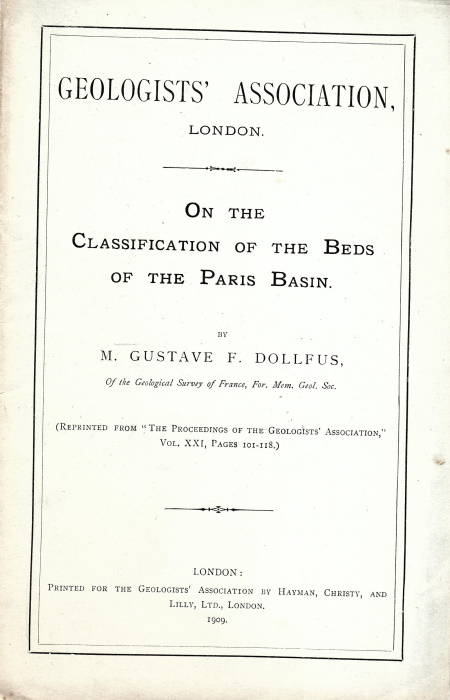 GEOLOGISTS' ASSOCIATION,
LONDON.
ON THE
CLASSIFICATION OF THE BEDS
OF THE PARIS BASIN.
BY
M. GUSTAVE F. DOLLFUS,
Of the Geological Survey of France, For. Mem. Geol. Soc.
(REPRINTED FROM "THE PROCEEDINGS OF THE GEOLOGISTS' ASSOCIATION,"
VOL. XXI, PAGES 101-118.)
LONDON:
PRINTED FOR THE GEOLOGISTS' ASSOCIATION BY HAYMAN, CHRISTY, AND
LILLY, LTD., LONDON.
1909.